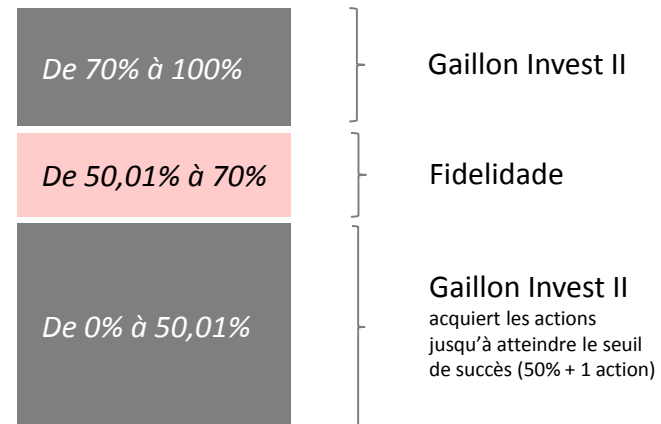 De 70% à 100%
Gaillon Invest II
De 50,01% à 70%
Fidelidade
De 0% à 50,01%
Gaillon Invest II
acquiert les actions
jusqu’à atteindre le seuil
de succès (50% + 1 action)